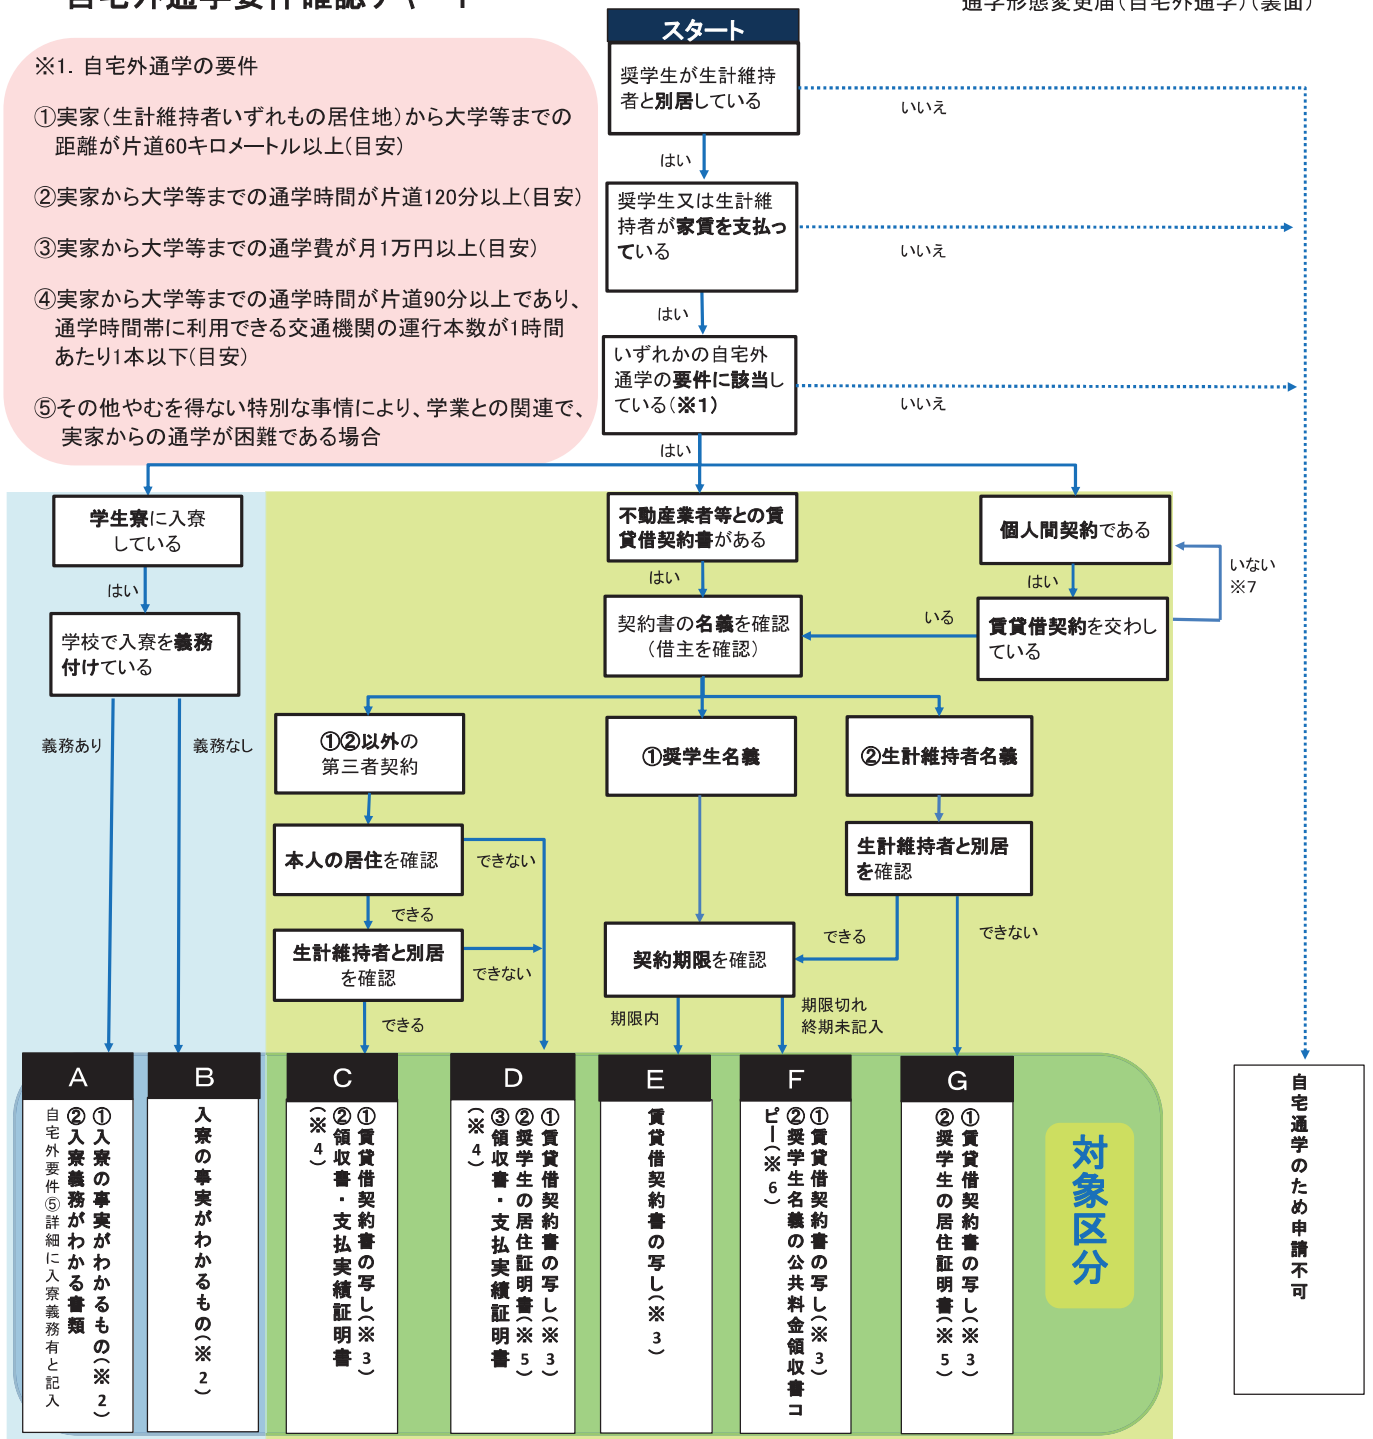 自宅外通学要件確認チャート
通学形態変更届(自宅外通学)(裏面)
※1. 自宅外通学の要件
①実家(生計維持者いずれもの居住地)から大学等までの
距離が片道60キロメートル以上(目安)
②実家から大学等までの通学時間が片道120分以上(目安)
③実家から大学等までの通学費が月1万円以上(目安)
④実家から大学等までの通学時間が片道90分以上であり、
通学時間帯に利用できる交通機関の運行本数が1時間
あたり1本以下(目安)
⑤その他やむを得ない特別な事情により、学業との関連で、
実家からの通学が困難である場合
スタート
奨学生が生計維持
者と別居している
いいえ
はい
奨学生又は生計維
持者が家賃を支払っ
ている
いいえ
はい
いずれかの自宅外
通学の要件に該当し
ている(※1)
いいえ
はい
学生寮に入寮
している
はい
学校で入寮を義務
付けている
義務あり
義務なし
不動産業者等との賃
貸借契約書がある
はい
契約書の名義を確認
(借主を確認)
個人間契約である
はい
いない
※7
賃貸借契約を交わし
ている
いる
①②以外の
第三者契約
①奨学生名義
②生計維持者名義
本人の居住を確認
できない
できる
生計維持者と別居
を確認
できない
できる
生計維持者と別居
を確認
できる
できない
契約期限を確認
期限内
期限切れ
終期未記入
A
①入寮の事実がわかるもの(※2)
②入寮義務がわかる書類
自宅外要件⑤詳細に入寮義務有と記入
B
入寮の事実がわかるもの(※2)
C
①賃貸借契約書の写し(※3)
②領収書・支払実績証明書
(※4)
D
①賃貸借契約書の写し(※3)
②奨学生の居住証明書(※5)
③領収書・支払実績証明書
(※4)
E
賃貸借契約書の写し(※3)
F
①賃貸借契約書の写し(※3)
②奨学生名義の公共料金領収書コ
ピー(※6)
G
①賃貸借契約書の写し(※3)
②奨学生の居住証明書(※5)
対象区分
自宅通学のため申請不可